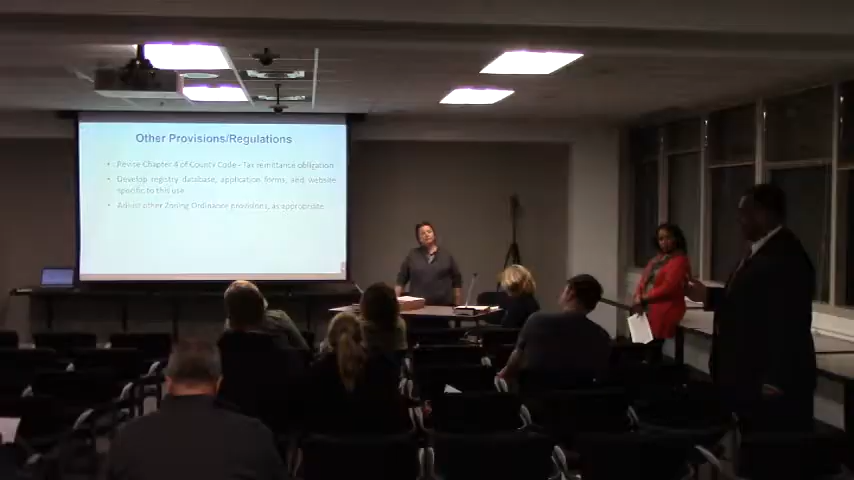 Other Provisions/Regulations
• Revise Chapter 4 of County Code - Tax remittance obligation
• Develop registry database, application forms, and website
specific to this use
• Adjust other Zoning Ordinance provisions, as appropriate